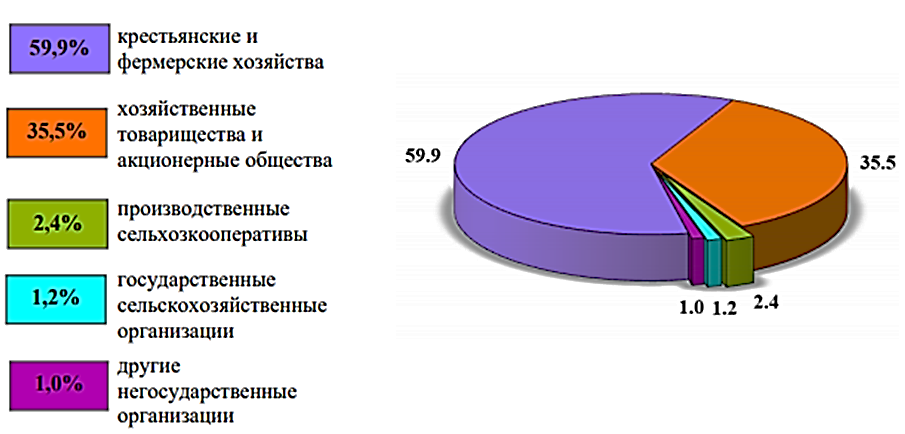 59,9%
крестьянские и
фермерские хозяйства
35,5%
хозяйственные
товарищества и
акционерные общества
2,4%
производственные
сельхозкооперативы
1,2%
государственные
сельскохозяйственные
организации
1,0%
другие
негосударственные
организации
59.9
35.5
1.0
1.2
2.4